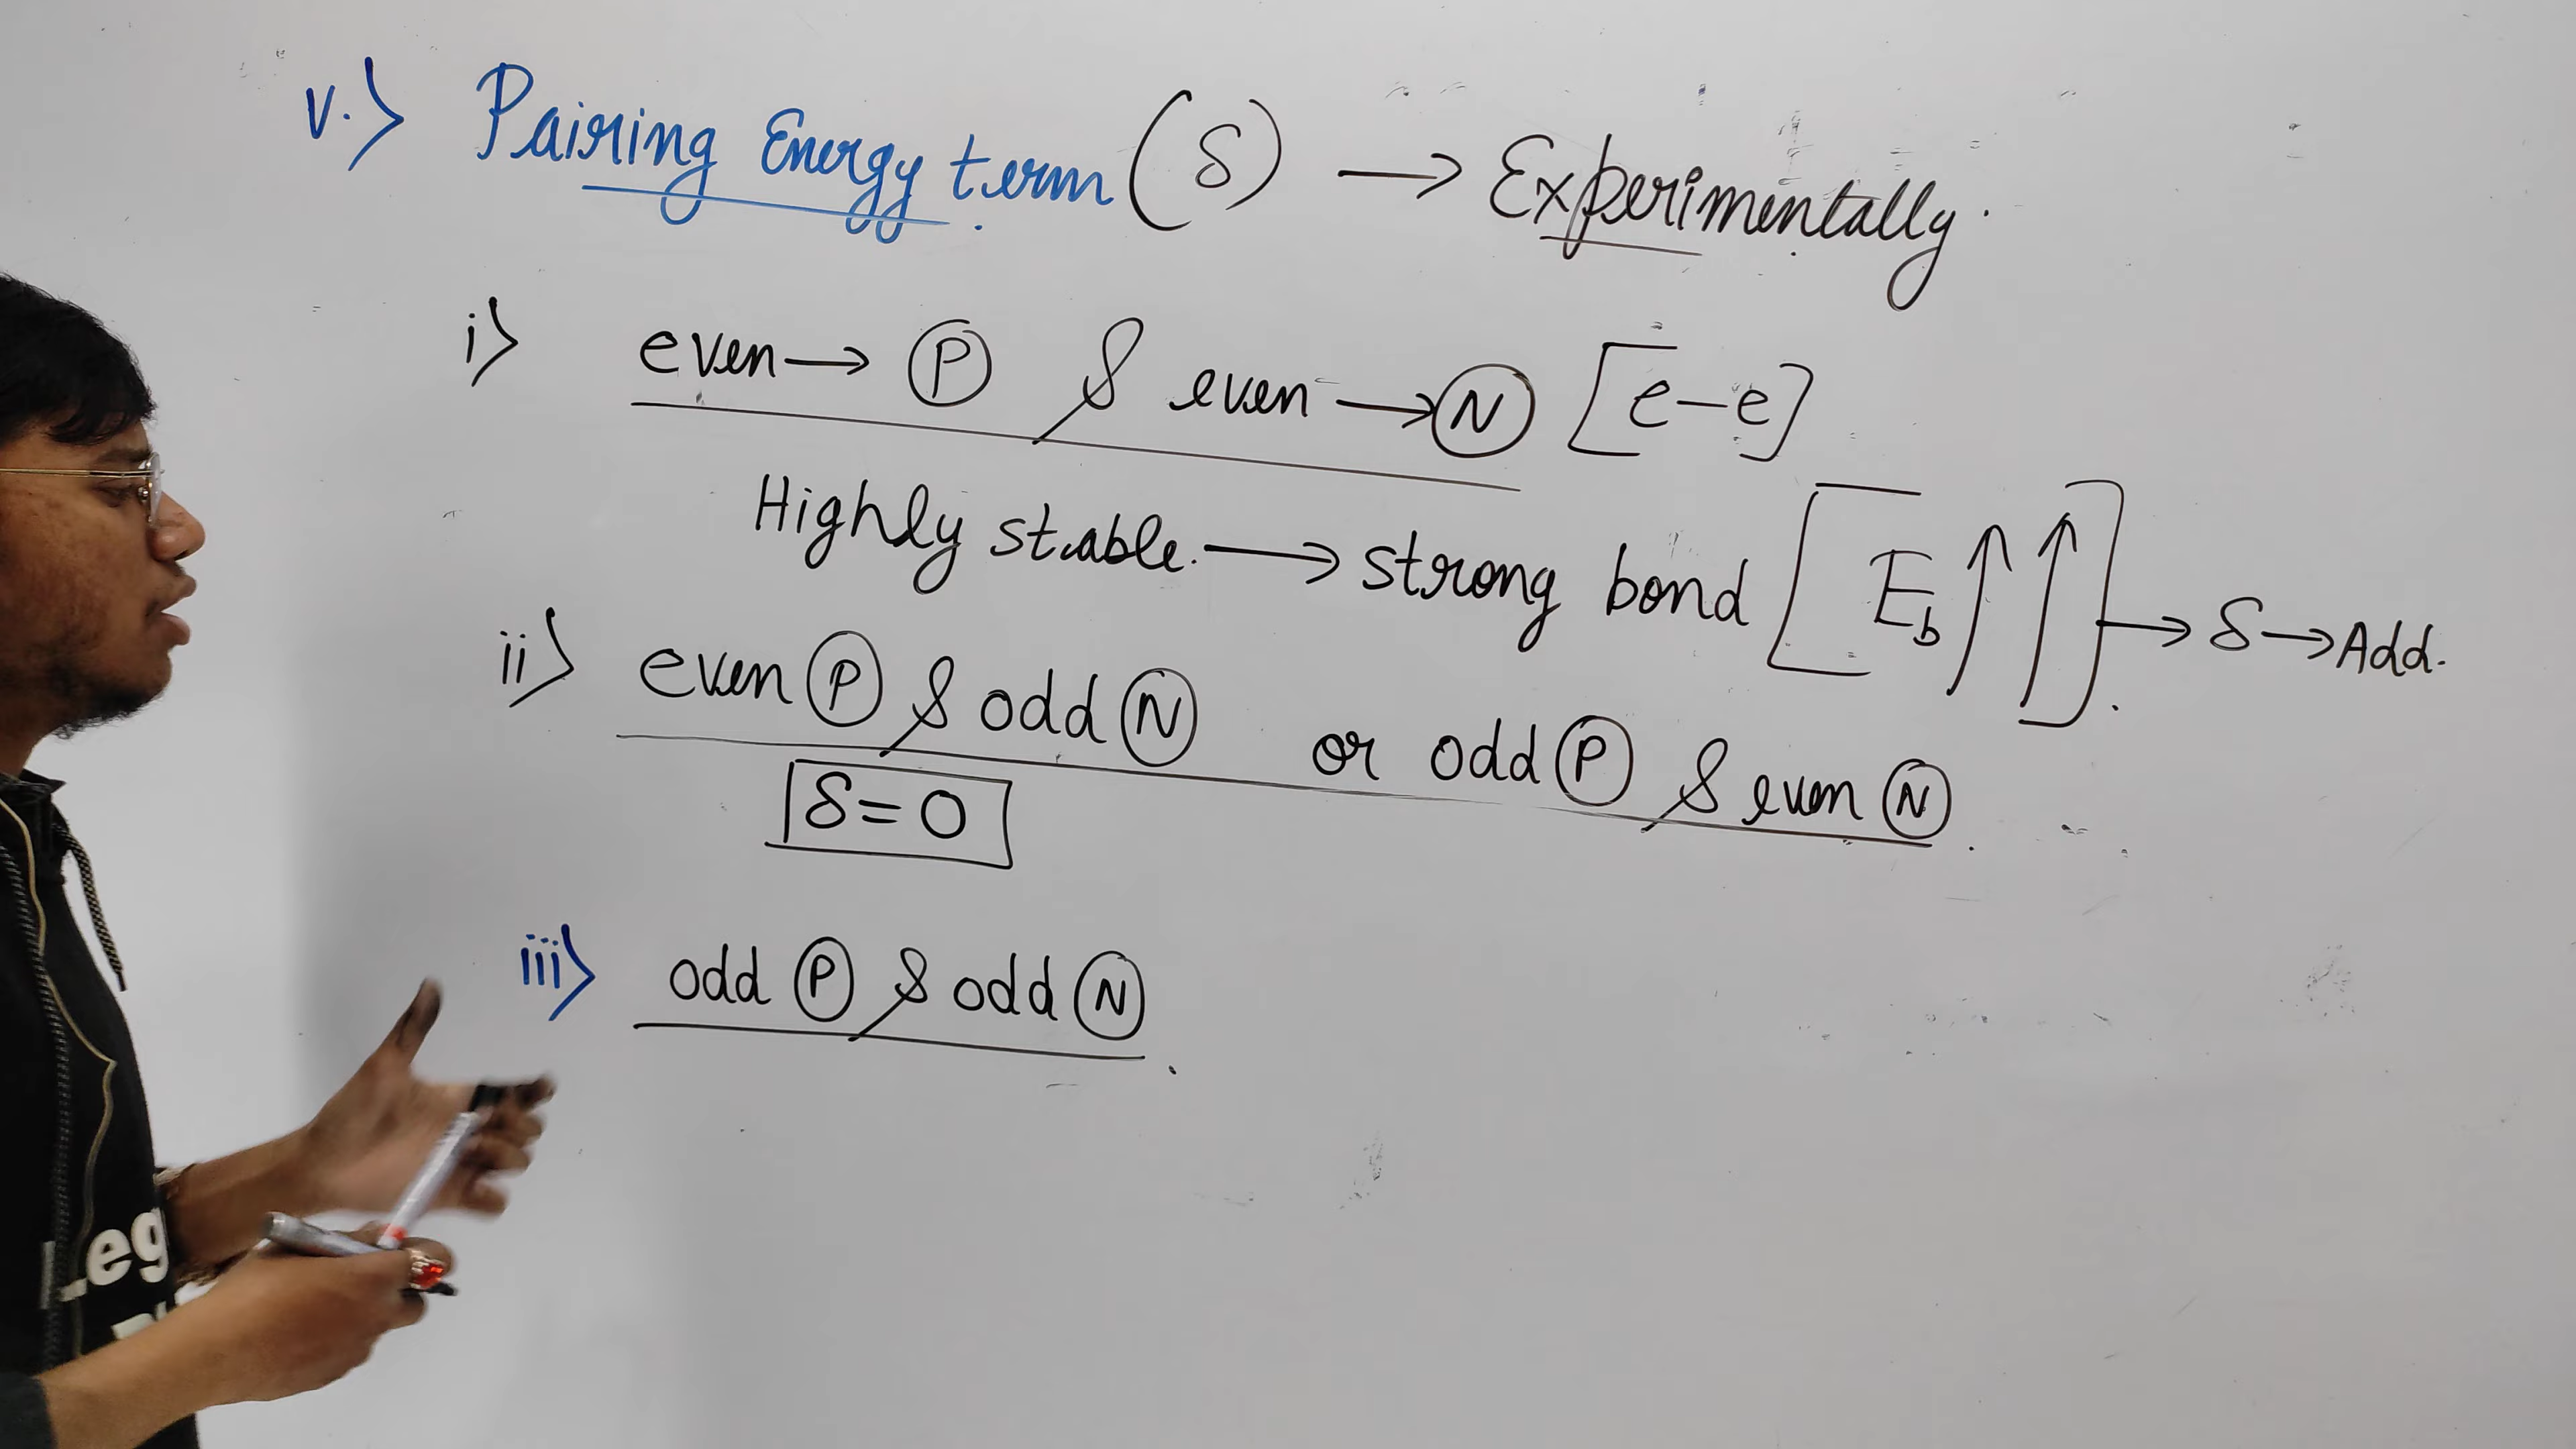 v.> Pairing Energy term (δ) → Experimentally.
i> even → (P) & even → (N) [e-e]
Highly stable. → strong bond [E_b ↑ ↑] → δ → Add.
ii> even (P) & odd (N) or odd (P) & even (N).
δ = 0
iii> odd (P) & odd (N).